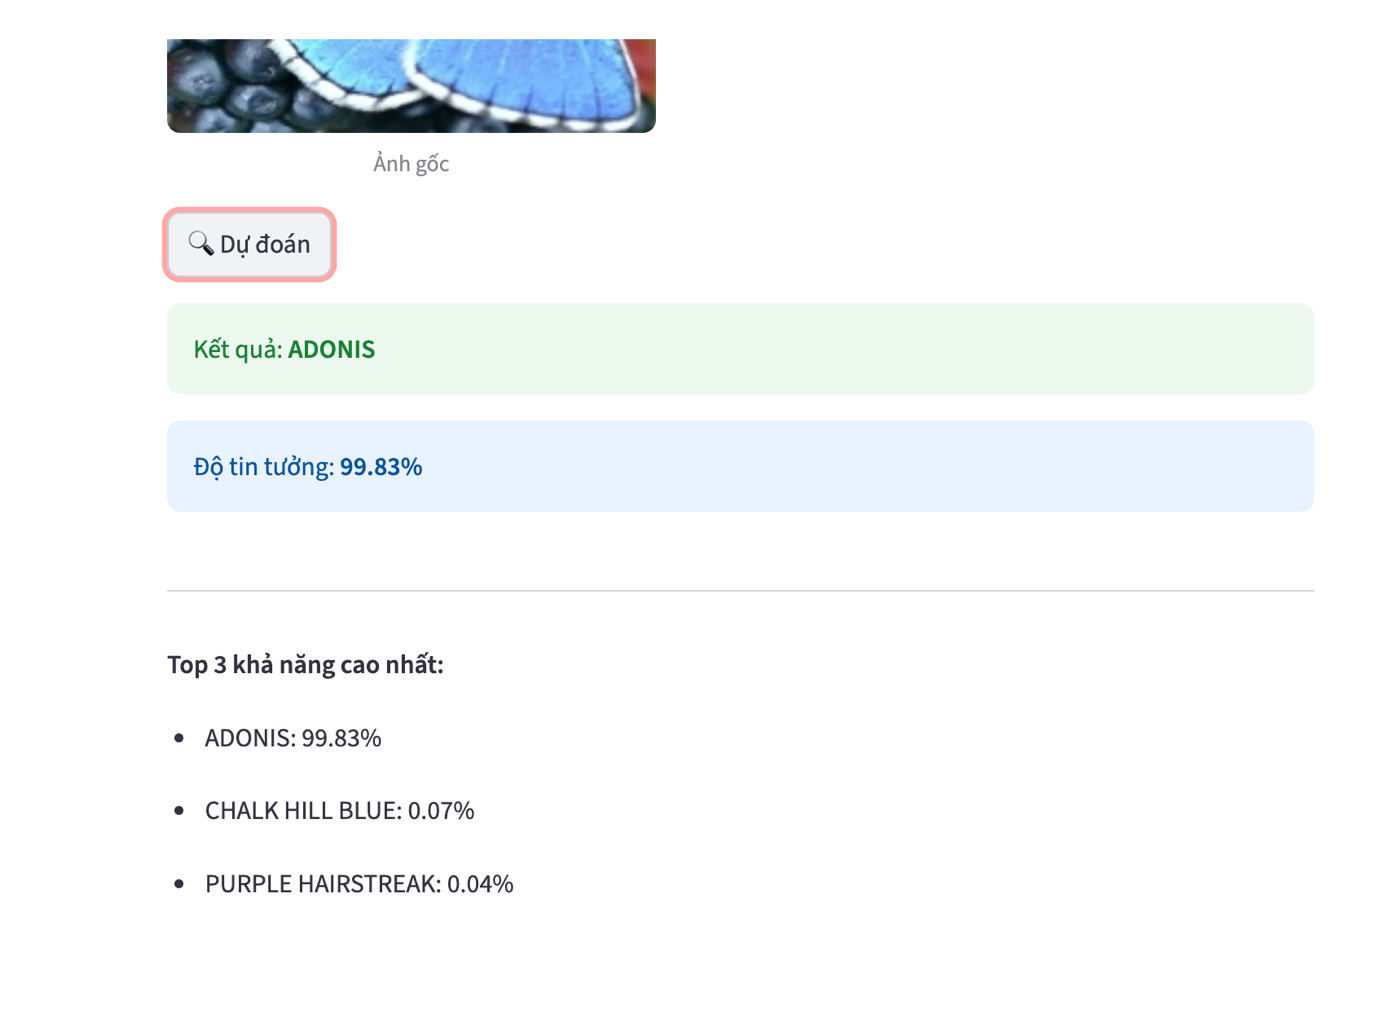 Ảnh gốc
🔍 Dự đoán
Kết quả: ADONIS
Độ tin tưởng: 99.83%
Top 3 khả năng cao nhất:
• ADONIS: 99.83%
• CHALK HILL BLUE: 0.07%
• PURPLE HAIRSTREAK: 0.04%